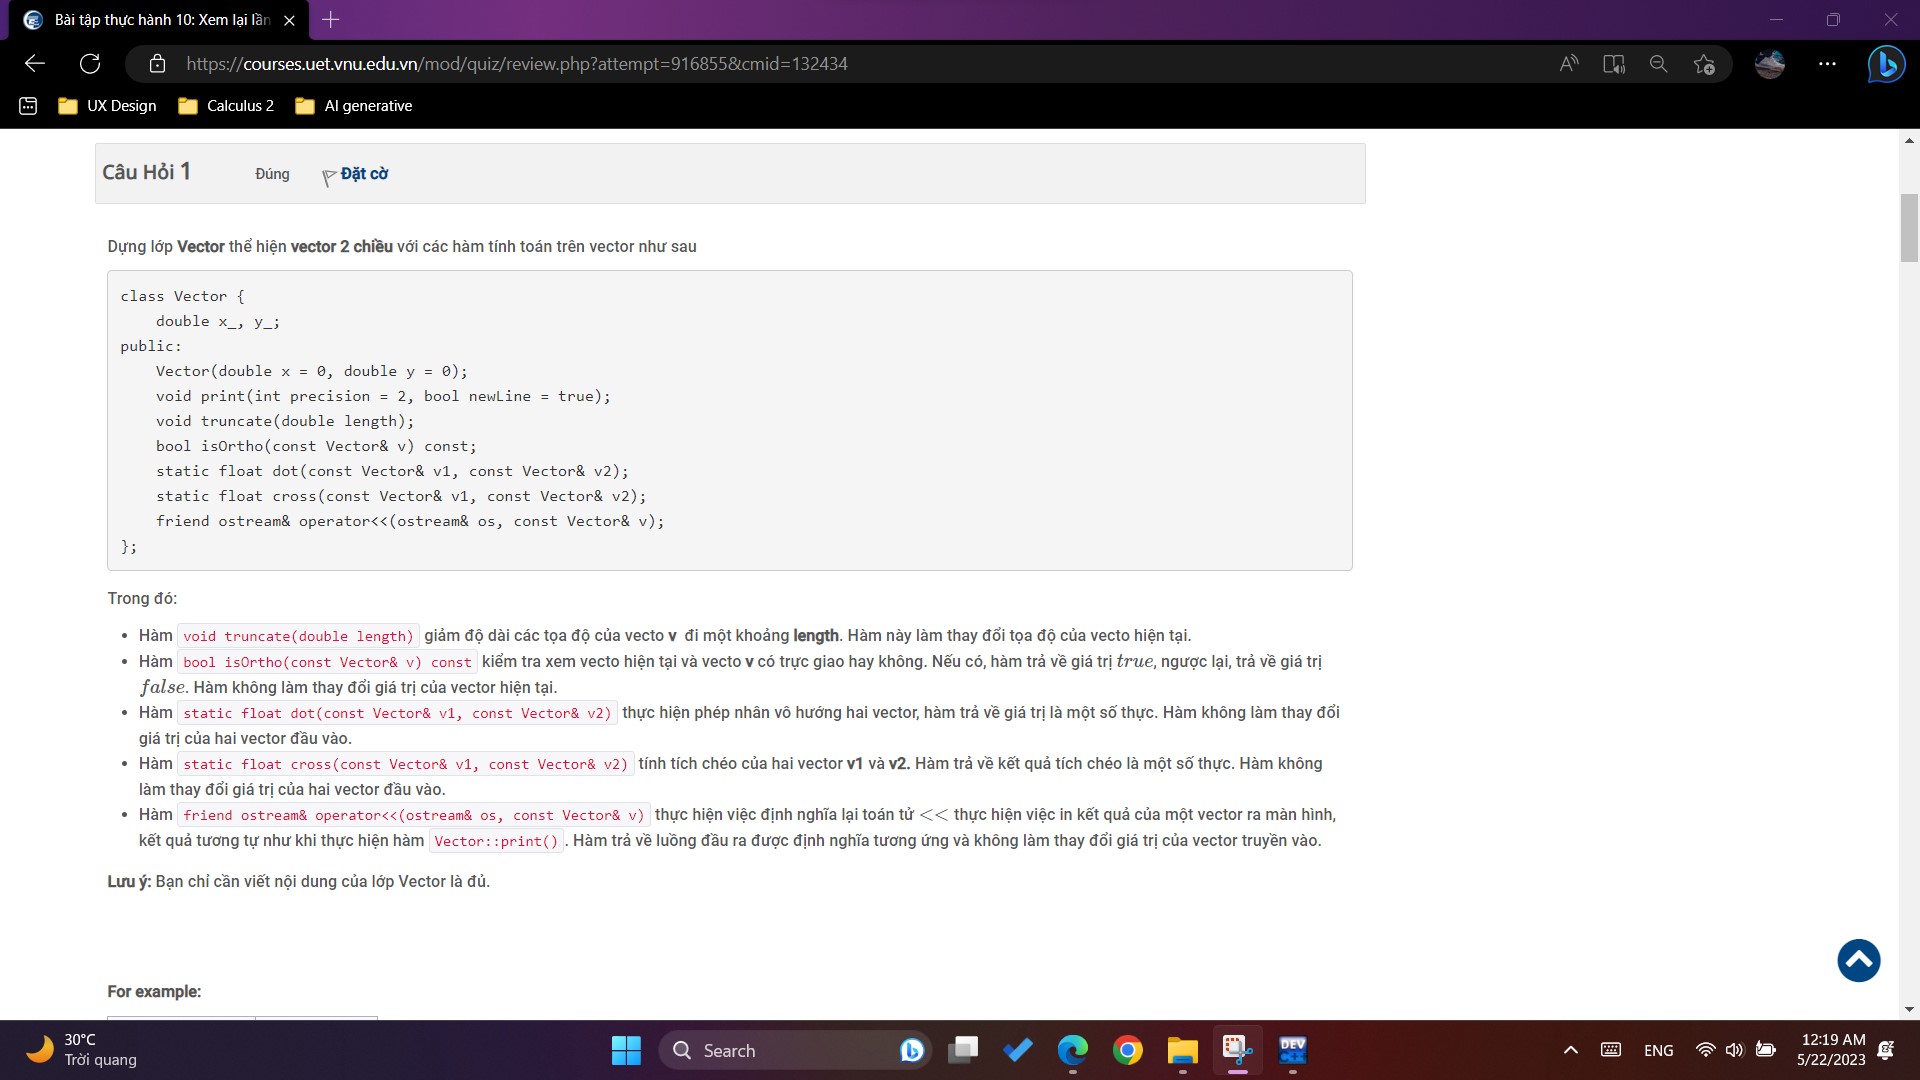 Bài tập thực hành 10: Xem lại lần
https://courses.uet.vnu.edu.vn/mod/quiz/review.php?attempt=916855&cmid=132434
UX Design
Calculus 2
AI generative
Câu Hỏi 1
Đúng
Đặt cờ
Dựng lớp Vector thể hiện vector 2 chiều với các hàm tính toán trên vector như sau
class Vector {
    double x_, y_;
public:
    Vector(double x = 0, double y = 0);
    void print(int precision = 2, bool newLine = true);
    void truncate(double length);
    bool isOrtho(const Vector& v) const;
    static float dot(const Vector& v1, const Vector& v2);
    static float cross(const Vector& v1, const Vector& v2);
    friend ostream& operator<<(ostream& os, const Vector& v);
};
Trong đó:
• Hàm void truncate(double length) giảm độ dài các tọa độ của vecto v đi một khoảng length. Hàm này làm thay đổi tọa độ của vecto hiện tại.
• Hàm bool isOrtho(const Vector& v) const kiểm tra xem vecto hiện tại và vecto v có trực giao hay không. Nếu có, hàm trả về giá trị true, ngược lại, trả về giá trị
false. Hàm không làm thay đổi giá trị của vector hiện tại.
• Hàm static float dot(const Vector& v1, const Vector& v2) thực hiện phép nhân vô hướng hai vector, hàm trả về giá trị là một số thực. Hàm không làm thay đổi
giá trị của hai vector đầu vào.
• Hàm static float cross(const Vector& v1, const Vector& v2) tính tích chéo của hai vector v1 và v2. Hàm trả về kết quả tích chéo là một số thực. Hàm không
làm thay đổi giá trị của hai vector đầu vào.
• Hàm friend ostream& operator<<(ostream& os, const Vector& v) thực hiện việc định nghĩa lại toán tử << thực hiện việc in kết quả của một vector ra màn hình,
kết quả tương tự như khi thực hiện hàm Vector::print() . Hàm trả về luồng đầu ra được định nghĩa tương ứng và không làm thay đổi giá trị của vector truyền vào.
Lưu ý: Bạn chỉ cần viết nội dung của lớp Vector là đủ.
For example:
30°C
Trời quang
Search
DEV
C++
ENG
12:19 AM
5/22/2023